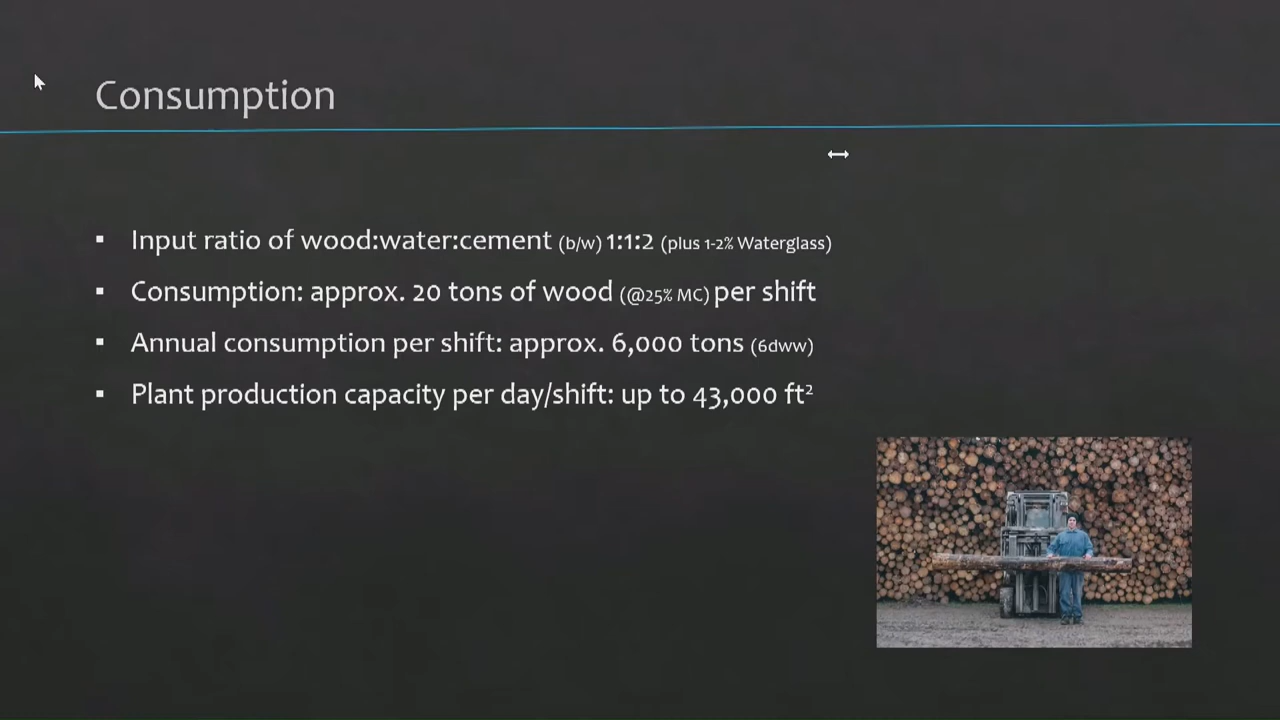 Consumption
▪ Input ratio of wood:water:cement (b/w) 1:1:2 (plus 1-2% Waterglass)
▪ Consumption: approx. 20 tons of wood (@25% MC) per shift
▪ Annual consumption per shift: approx. 6,000 tons (6dww)
▪ Plant production capacity per day/shift: up to 43,000 ft²